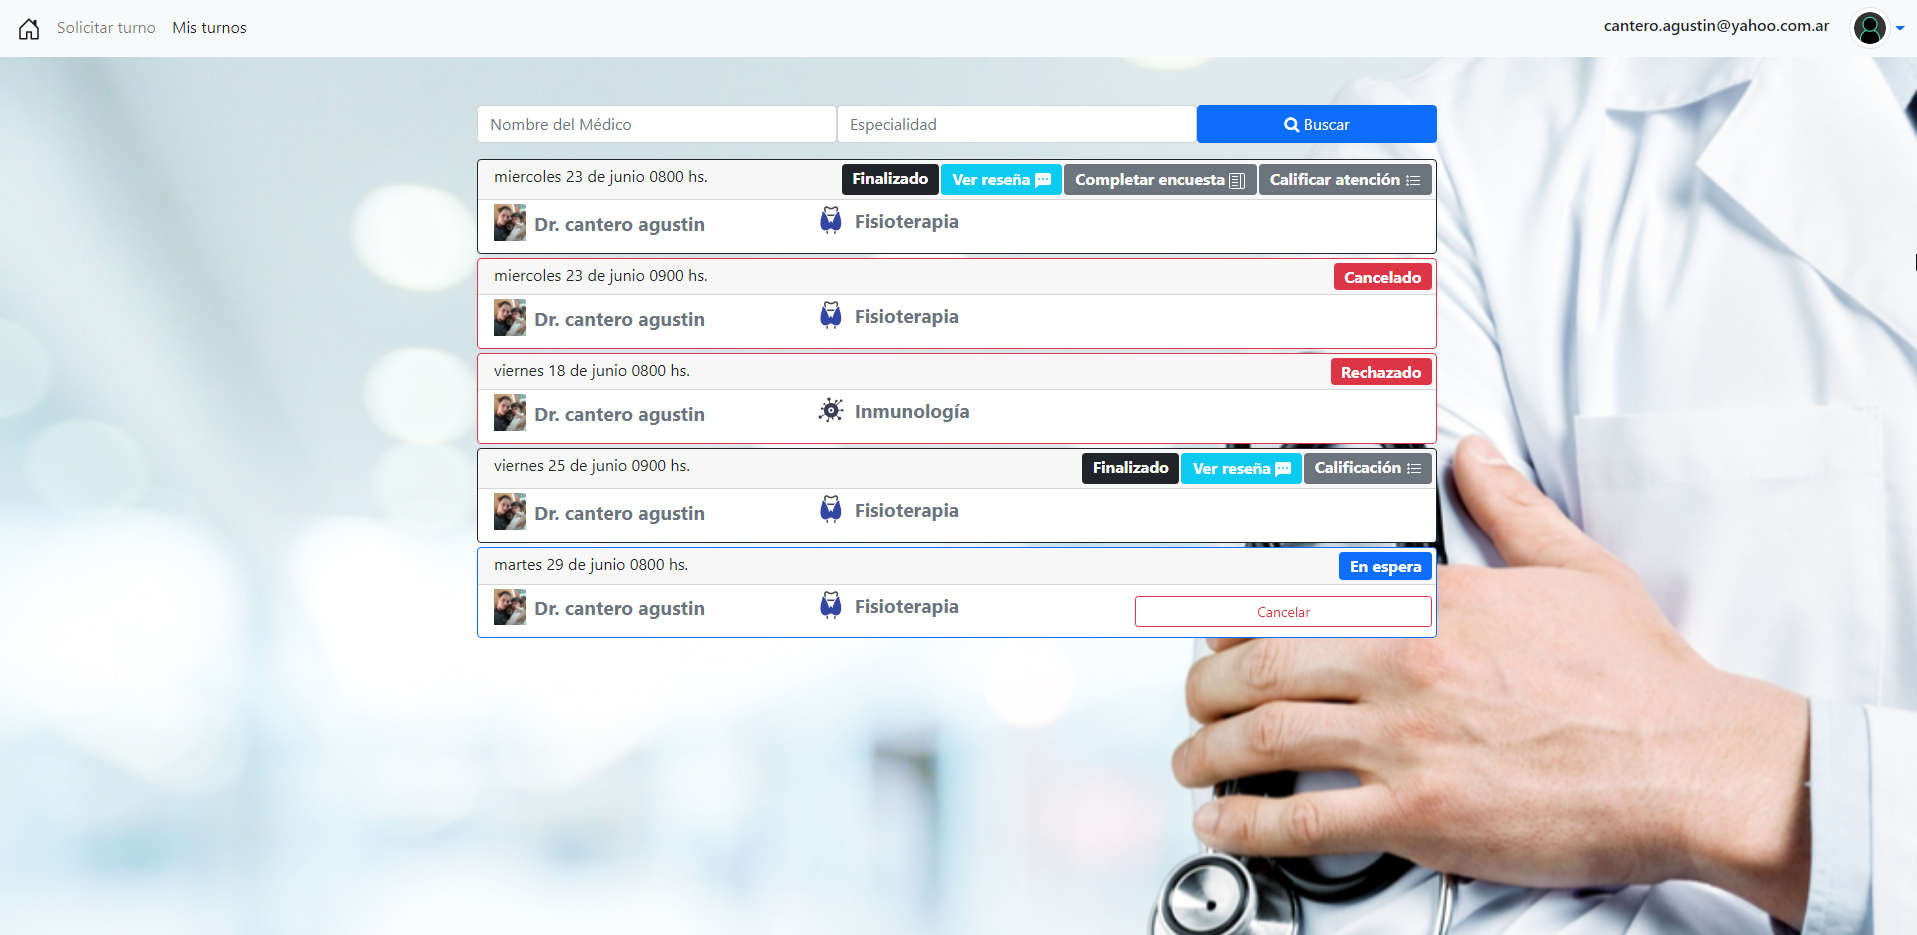 Solicitar turno Mis turnos cantero.agustin@yahoo.com.ar
Nombre del Médico Especialidad Buscar
miercoles 23 de junio 0800 hs. Finalizado Ver reseña Completar encuesta Calificar atención
Dr. cantero agustin Fisioterapia
miercoles 23 de junio 0900 hs. Cancelado
Dr. cantero agustin Fisioterapia
viernes 18 de junio 0800 hs. Rechazado
Dr. cantero agustin Inmunología
viernes 25 de junio 0900 hs. Finalizado Ver reseña Calificación
Dr. cantero agustin Fisioterapia
martes 29 de junio 0800 hs. En espera
Dr. cantero agustin Fisioterapia Cancelar